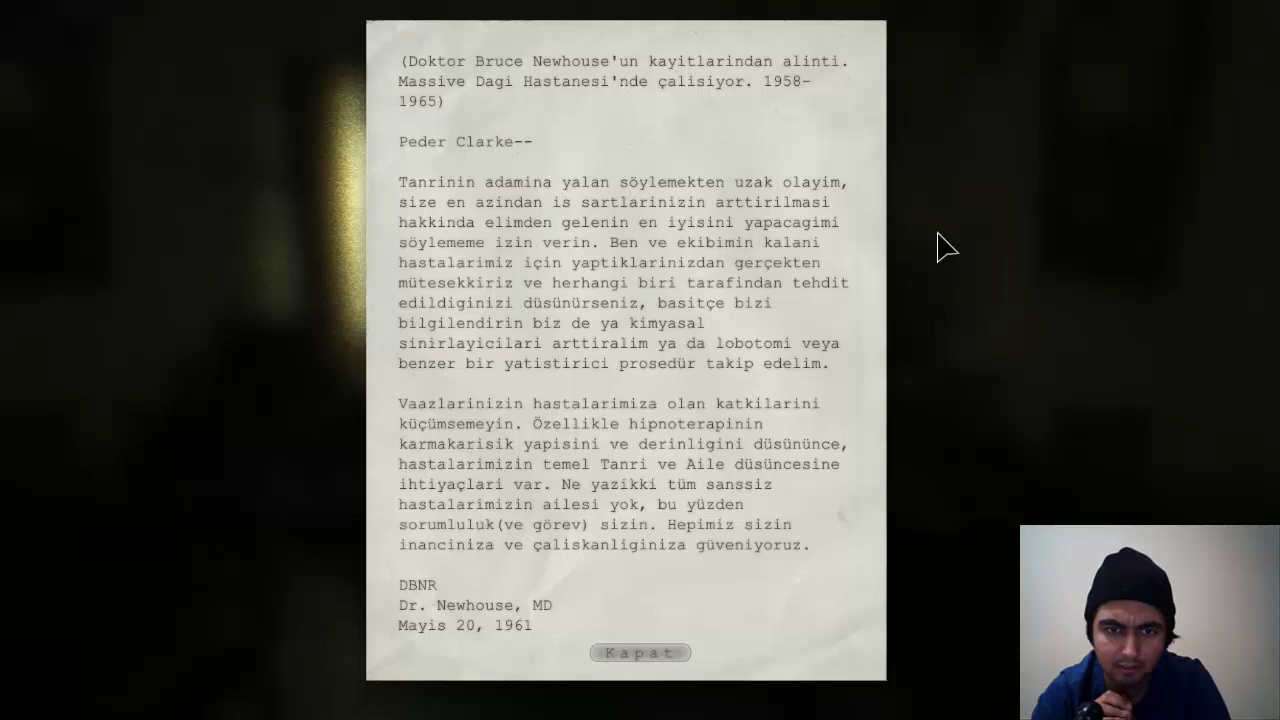 (Doktor Bruce Newhouse'un kayitlarindan alinti.
Massive Dagi Hastanesi'nde çalisiyor. 1958-
1965)
Peder Clarke--
Tanrinin adamina yalan söylemekten uzak olayim,
size en azindan is sartlarinizin arttirilmasi
hakkinda elimden gelenin en iyisini yapacagimi
söylememe izin verin. Ben ve ekibimin kalani
hastalarimiz için yaptiklarinizdan gerçekten
mütesekkiriz ve herhangi biri tarafindan tehdit
edildiginizi düsünürseniz, basitçe bizi
bilgilendirin biz de ya kimyasal
sinirlayicilari arttiralim ya da lobotomi veya
benzer bir yatistirici prosedür takip edelim.
Vaazlarinizin hastalarimiza olan katkilarini
küçümsemeyin. Özellikle hipnoterapinin
karmakarisik yapisini ve derinligini düsününce,
hastalarimizin temel Tanri ve Aile düsüncesine
ihtiyaçlari var. Ne yazikki tüm sanssiz
hastalarimizin ailesi yok, bu yüzden
sorumluluk(ve görev) sizin. Hepimiz sizin
inanciniza ve çaliskanliginiza güveniyoruz.
DBNR
Dr. Newhouse, MD
Mayis 20, 1961
Kapat